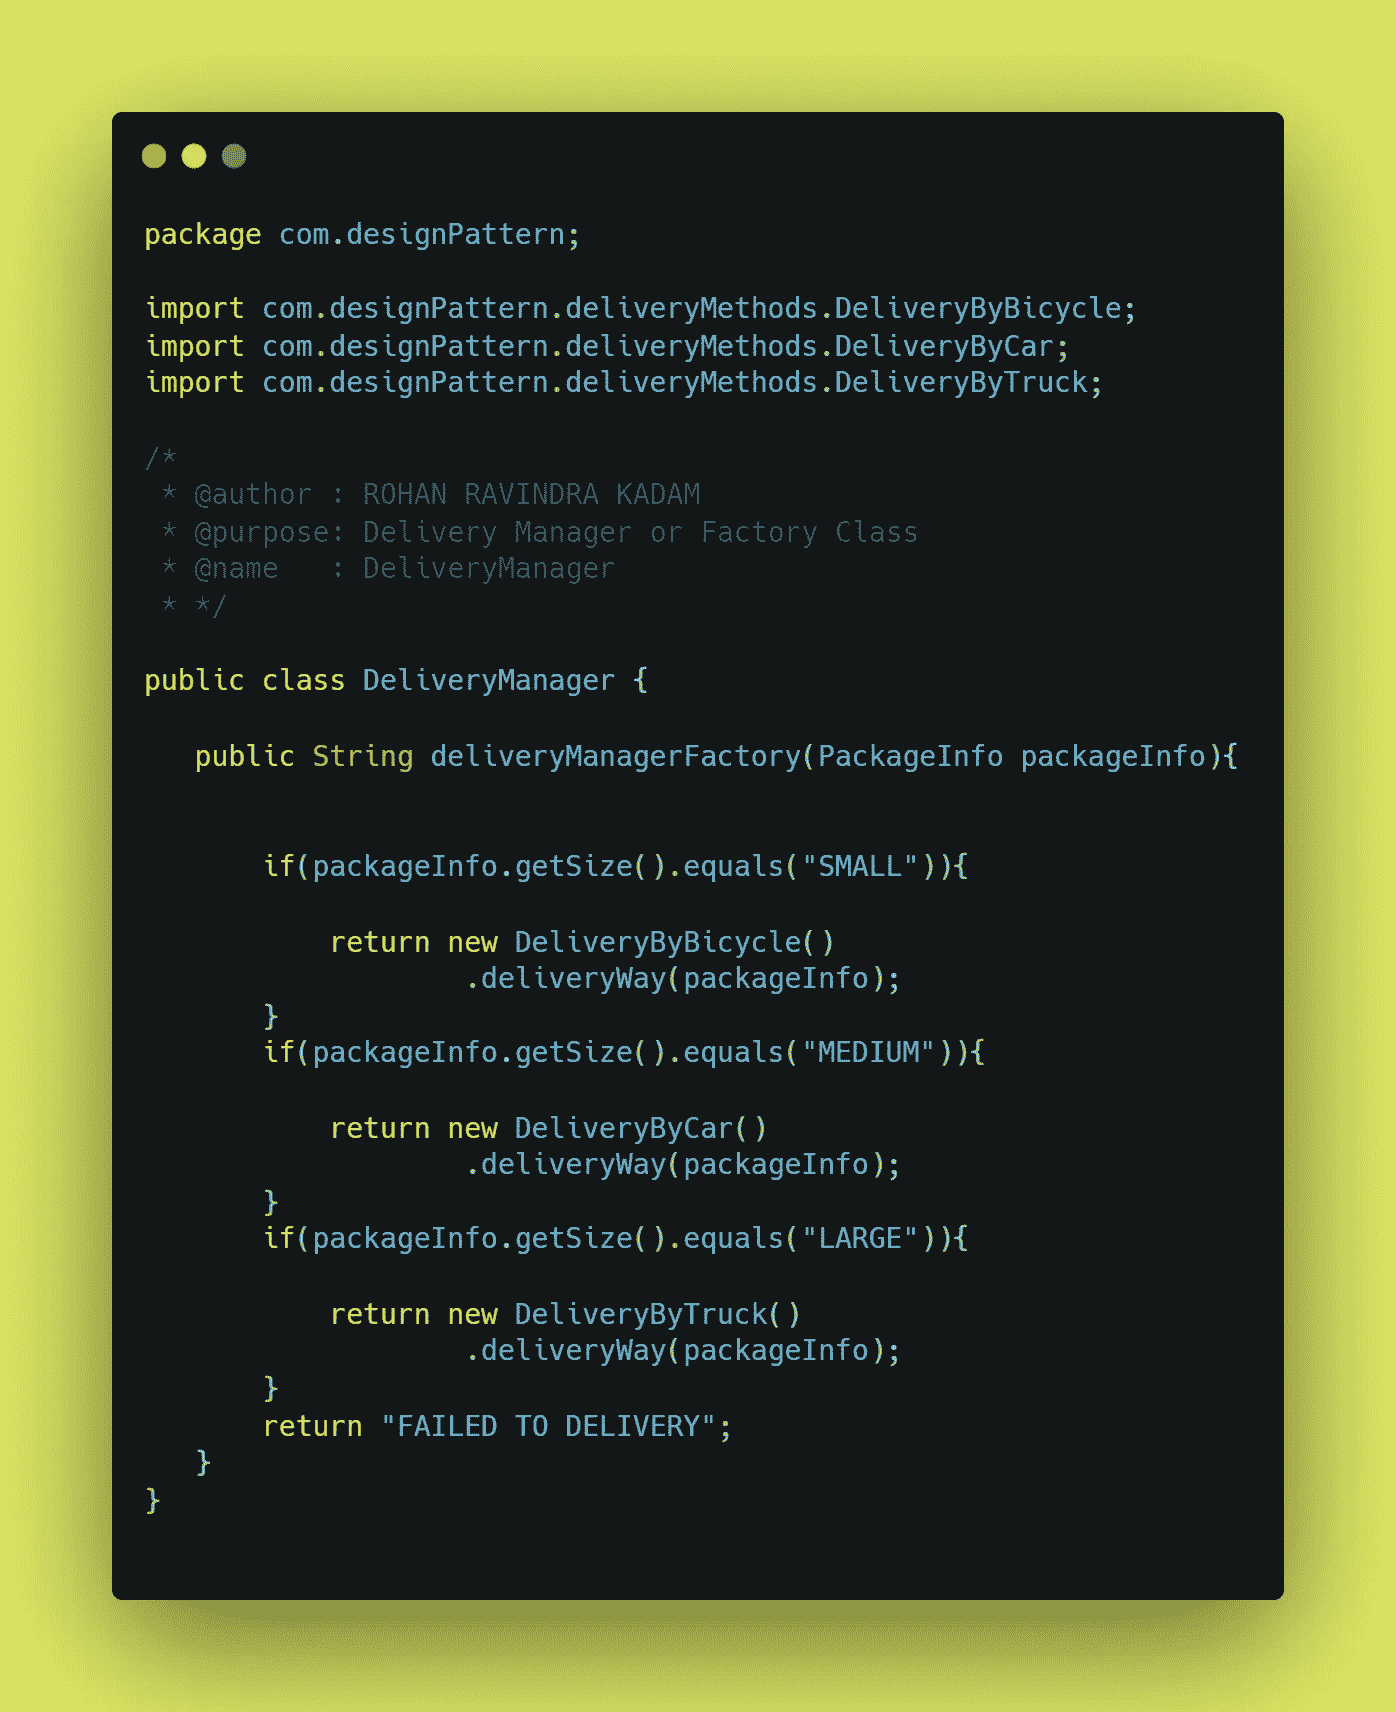 package com.designPattern;
import com.designPattern.deliveryMethods.DeliveryByBicycle;
import com.designPattern.deliveryMethods.DeliveryByCar;
import com.designPattern.deliveryMethods.DeliveryByTruck;
/*
 * @author : ROHAN RAVINDRA KADAM
 * @purpose: Delivery Manager or Factory Class
 * @name   : DeliveryManager
 * */
public class DeliveryManager {
   public String deliveryManagerFactory(PackageInfo packageInfo){
       if(packageInfo.getSize().equals("SMALL")){
           return new DeliveryByBicycle()
                   .deliveryWay(packageInfo);
       }
       if(packageInfo.getSize().equals("MEDIUM")){
           return new DeliveryByCar()
                   .deliveryWay(packageInfo);
       }
       if(packageInfo.getSize().equals("LARGE")){
           return new DeliveryByTruck()
                   .deliveryWay(packageInfo);
       }
       return "FAILED TO DELIVERY";
   }
}